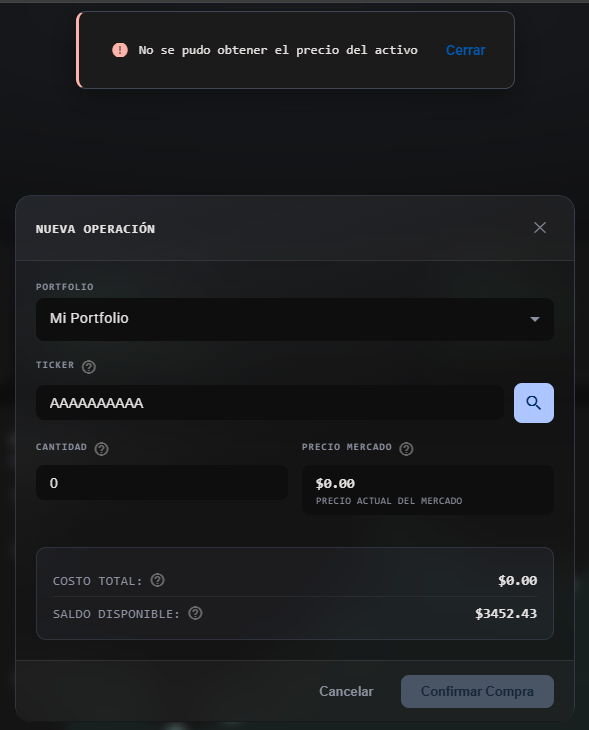 No se pudo obtener el precio del activo Cerrar
NUEVA OPERACIÓN
PORTFOLIO
Mi Portfolio
TICKER
AAAAAAAAAA
CANTIDAD PRECIO MERCADO
0 $0.00
PRECIO ACTUAL DEL MERCADO
COSTO TOTAL: $0.00
SALDO DISPONIBLE: $3452.43
Cancelar Confirmar Compra